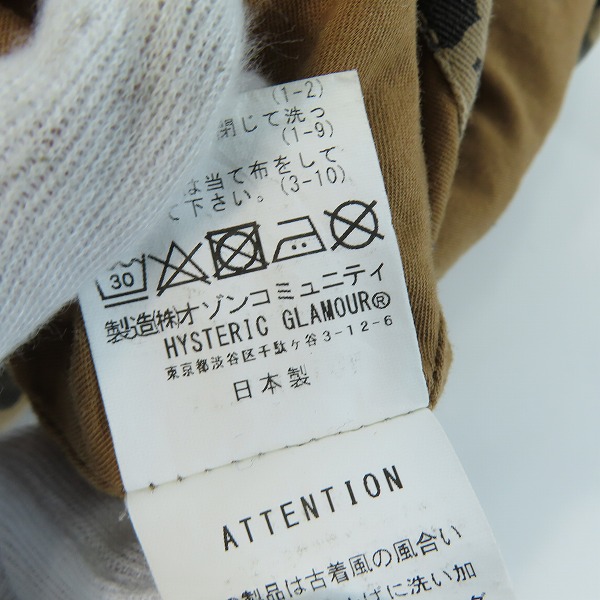 (1-2)
閉じて洗っ
(1-9)
は当て布をして
て下さい。(3-10)
30
製造㈱オゾンコミュニティ
HYSTERIC GLAMOUR®
東京都渋谷区千駄ヶ谷3-12-6
日本製
ATTENTION
製品は古着風の風合い
に洗い加